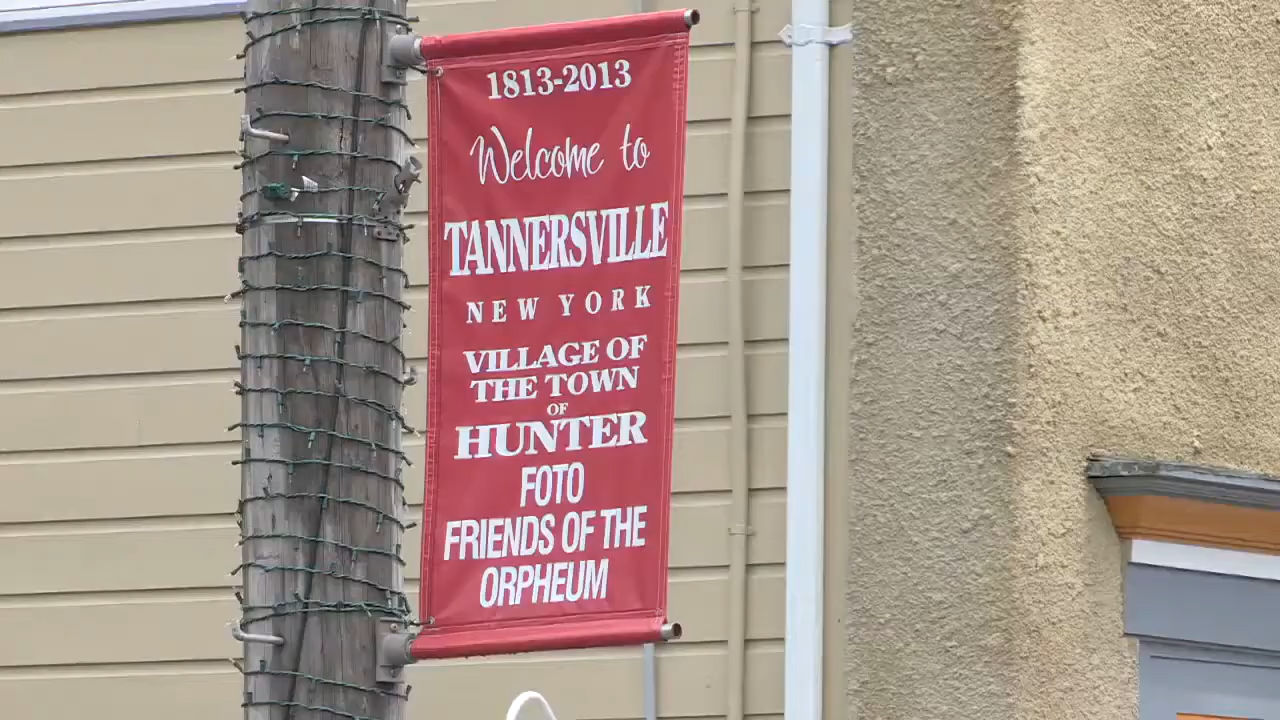 1813-2013
Welcome to
TANNERSVILLE
NEW YORK
VILLAGE OF
THE TOWN
OF
HUNTER
FOTO
FRIENDS OF THE
ORPHEUM